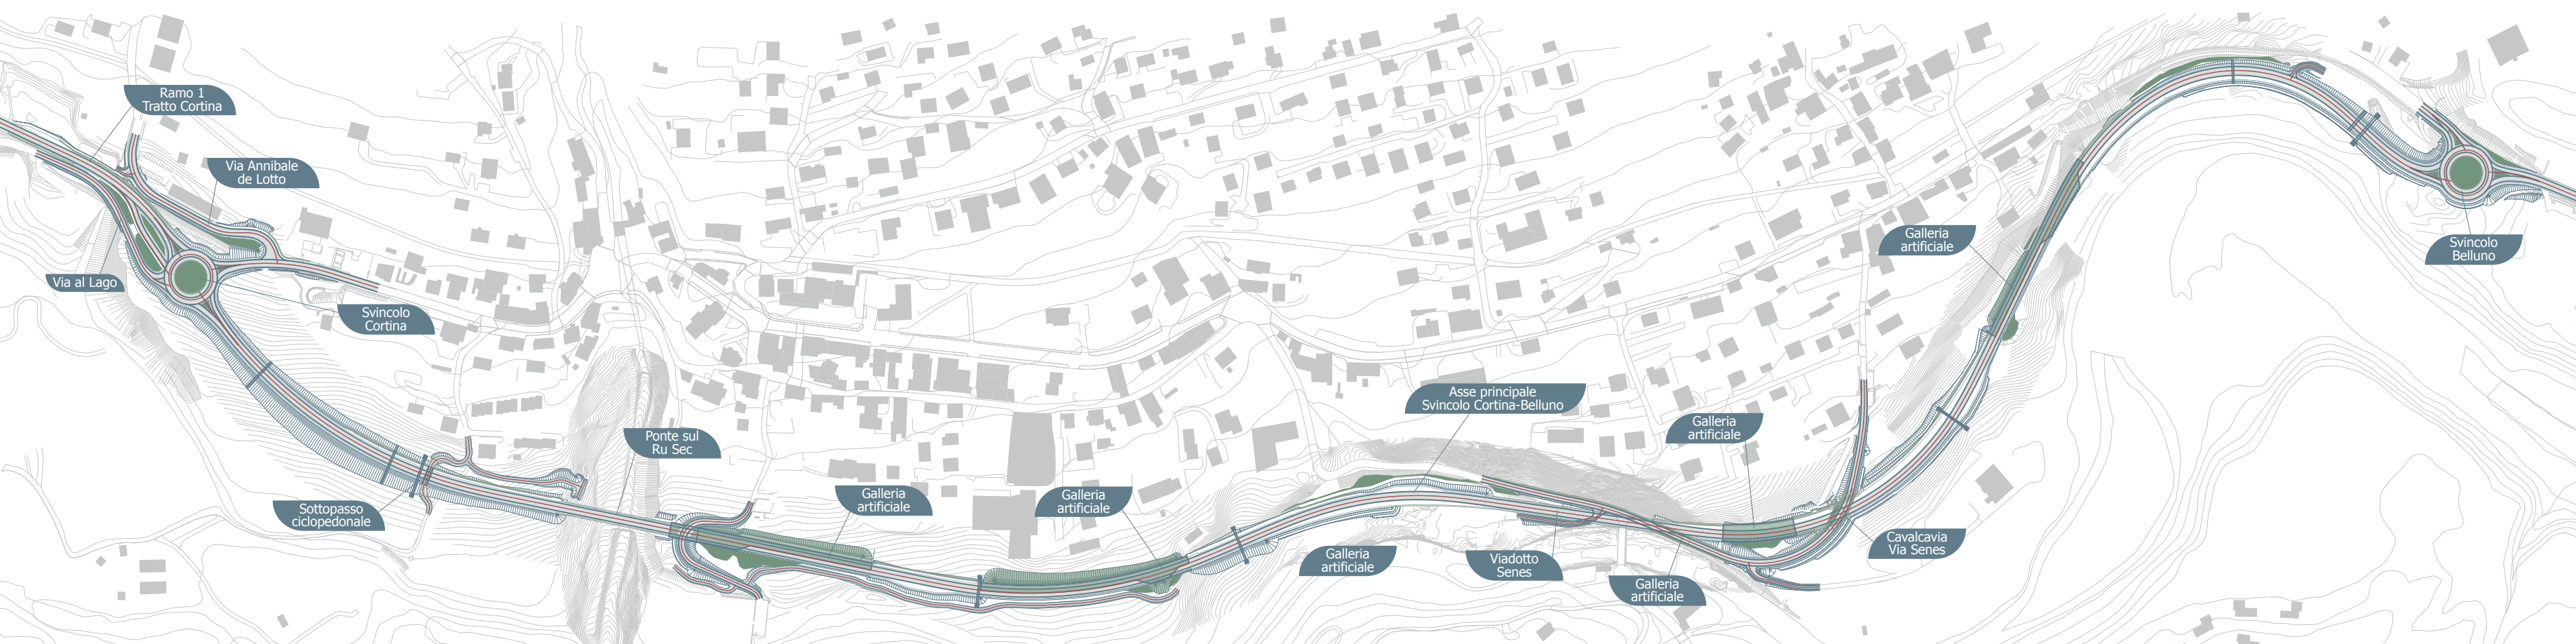 Ramo 1
Tratto Cortina
Via Annibale
de Lotto
Via al Lago
Svincolo
Cortina
Sottopasso
ciclopedonale
Ponte sul
Ru Sec
Galleria
artificiale
Galleria
artificiale
Galleria
artificiale
Asse principale
Svincolo Cortina-Belluno
Viadotto
Senes
Galleria
artificiale
Galleria
artificiale
Cavalcavia
Via Senes
Galleria
artificiale
Svincolo
Belluno